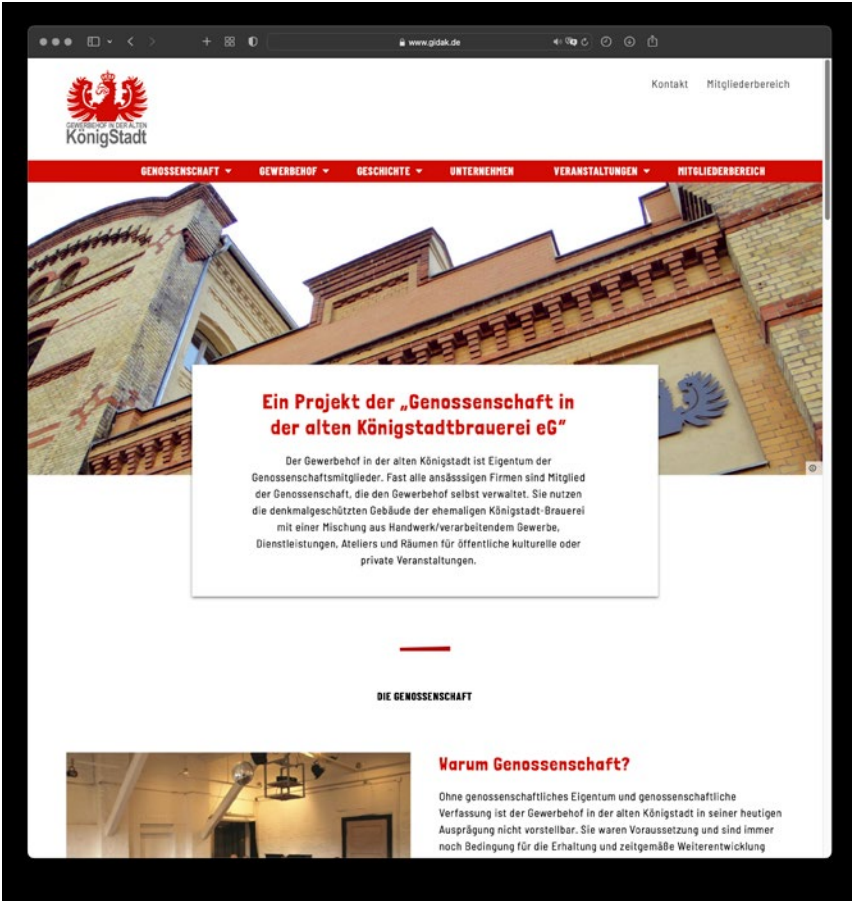 www.gidak.de
Kontakt Mitgliederbereich
GEWERBEHOF IN DER ALTEN
KönigStadt
GENOSSENSCHAFT GEWERBEHOF GESCHICHTE UNTERNEHMEN VERANSTALTUNGEN MITGLIEDERBEREICH
Ein Projekt der „Genossenschaft in
der alten Königstadtbrauerei eG“
Der Gewerbehof in der alten Königstadt ist Eigentum der
Genossenschaftsmitglieder. Fast alle ansässsigen Firmen sind Mitglied
der Genossenschaft, die den Gewerbehof selbst verwaltet. Sie nutzen
die denkmalgeschützten Gebäude der ehemaligen Königstadt-Brauerei
mit einer Mischung aus Handwerk/verarbeitendem Gewerbe,
Dienstleistungen, Ateliers und Räumen für öffentliche kulturelle oder
private Veranstaltungen.
DIE GENOSSENSCHAFT
Warum Genossenschaft?
Ohne genossenschaftliches Eigentum und genossenschaftliche
Verfassung ist der Gewerbehof in der alten Königstadt in seiner heutigen
Ausprägung nicht vorstellbar. Sie waren Voraussetzung und sind immer
noch Bedingung für die Erhaltung und zeitgemäße Weiterentwicklung